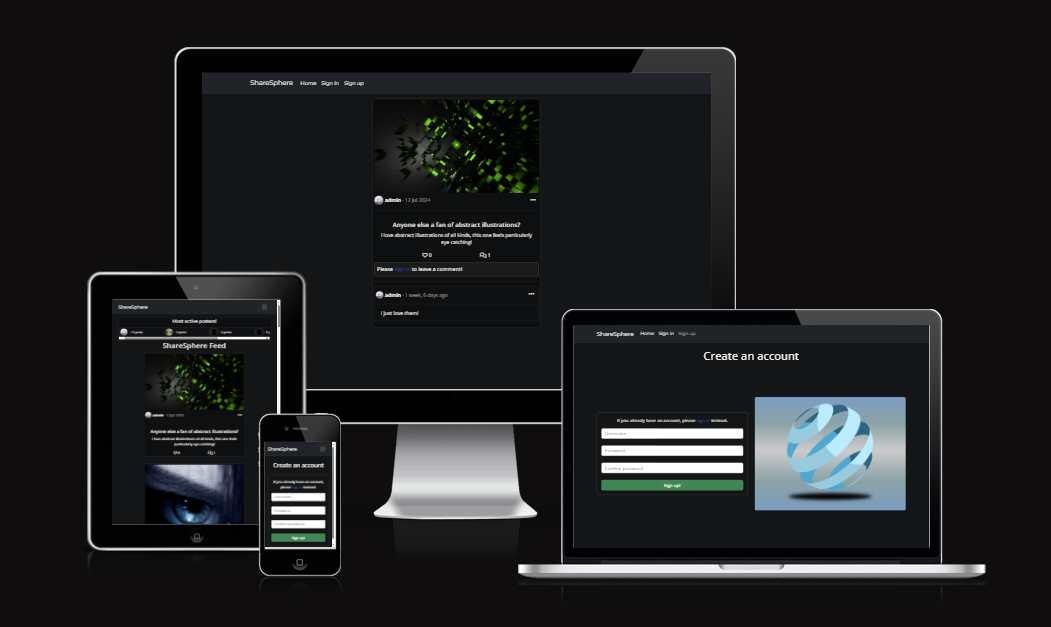 ShareSphere Home Sign In Sign up
admin - 12 Jul 2024
Anyone else a fan of abstract illustrations?
I love abstract illustrations of all kinds, this one feels particularly
eye catching!
0 1
Please sign in to leave a comment!
admin - 1 week, 6 days ago
I just love them!
ShareSphere
Most active posters!
ShareSphere Feed
admin
Anyone else a fan of abstract illustrations?
I love abstract illustrations of all kinds, this one feels
particularly eye catching!
ShareSphere
Create an account
If you already have an account,
please sign in instead.
Username
Password
Confirm password
Sign up!
ShareSphere Home Sign in Sign up
Create an account
If you already have an account, please sign in instead.
Username
Password
Confirm password
Sign up!